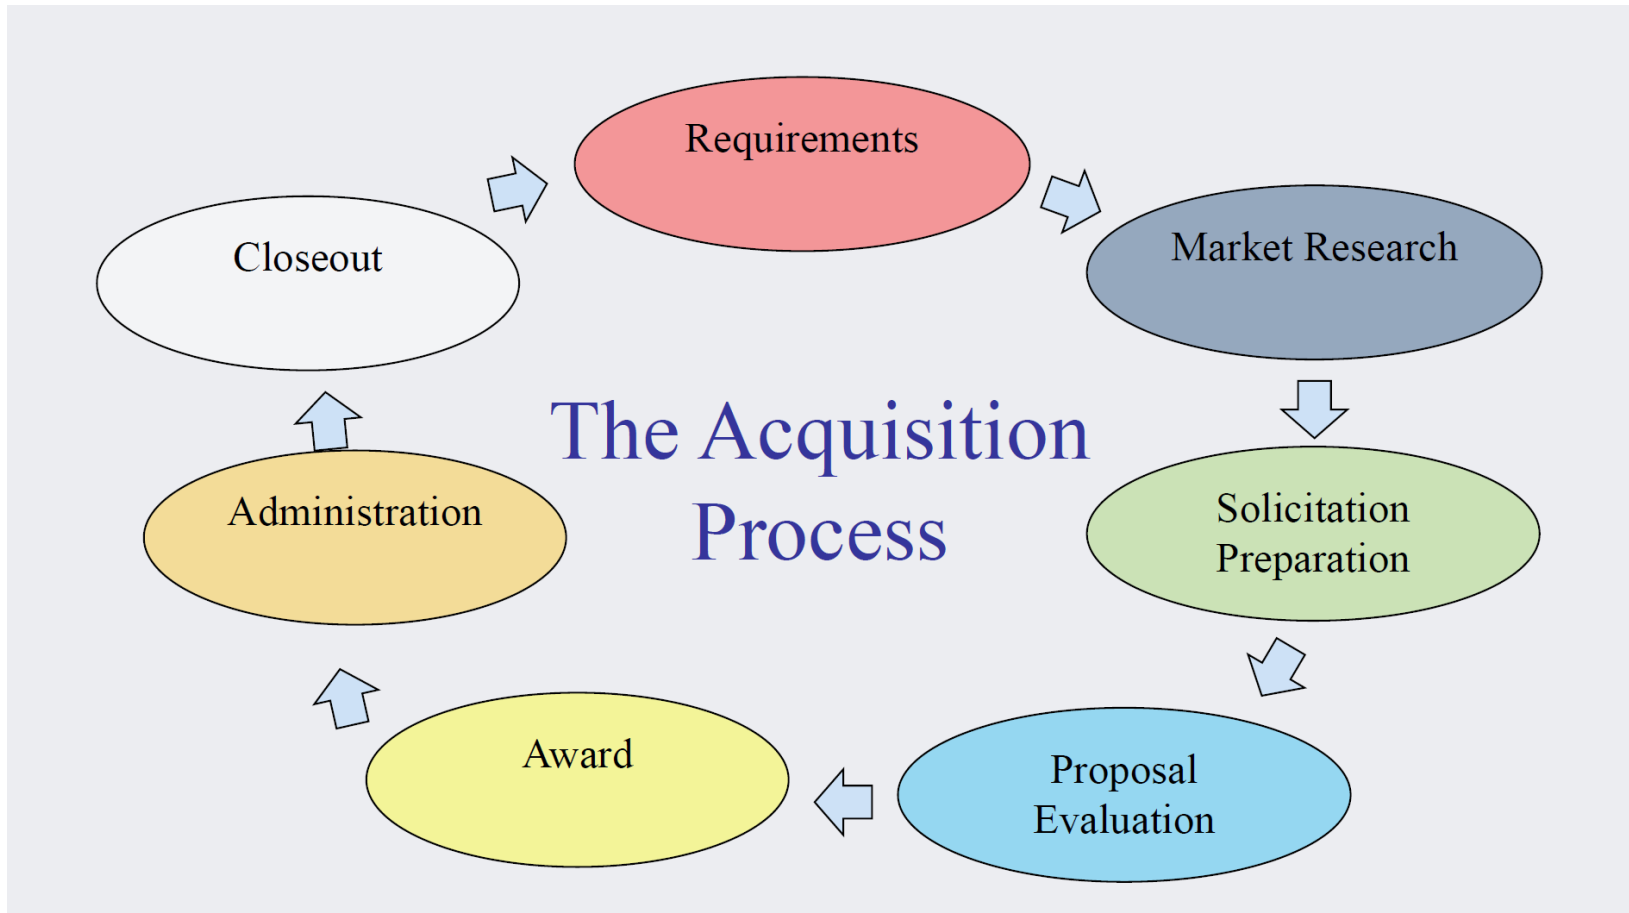 Requirements
Market Research
Solicitation
Preparation
Proposal
Evaluation
Award
Administration
Closeout
The Acquisition
Process